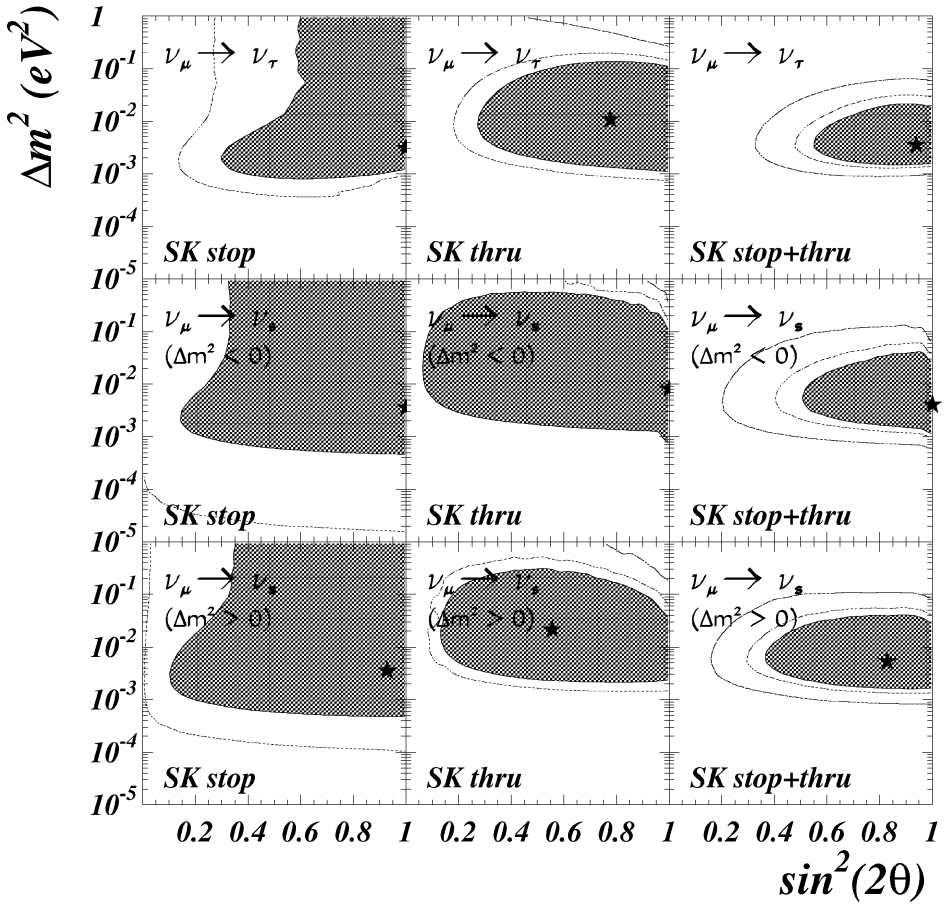 Δm² (eV²)
1
10⁻¹
10⁻²
10⁻³
10⁻⁴
10⁻⁵
ν_μ → ν_τ
SK stop
ν_μ → ν_τ
SK thru
ν_μ → ν_τ
SK stop+thru
10⁻¹
10⁻²
10⁻³
10⁻⁴
10⁻⁵
ν_μ → ν_s
(Δm² < 0)
SK stop
ν_μ → ν_s
(Δm² < 0)
SK thru
ν_μ → ν_s
(Δm² < 0)
SK stop+thru
10⁻¹
10⁻²
10⁻³
10⁻⁴
10⁻⁵
ν_μ → ν_s
(Δm² > 0)
SK stop
ν_μ → ν_s
(Δm² > 0)
SK thru
ν_μ → ν_s
(Δm² > 0)
SK stop+thru
0.2 0.4 0.6 0.8 1
0.2 0.4 0.6 0.8
0.2 0.4 0.6 0.8 1
sin²(2θ)